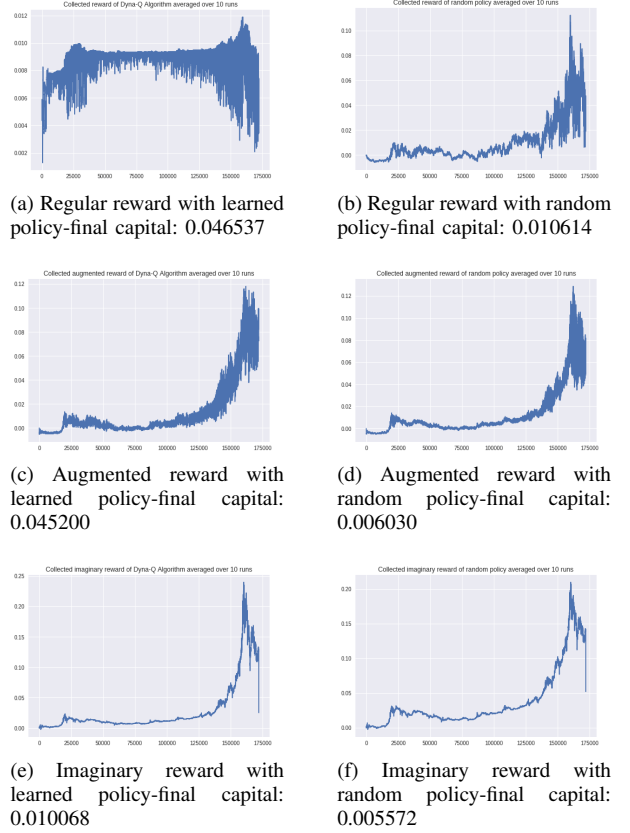 Collected reward of Dyna-Q Algorithm averaged over 10 runs
0.012
0.010
0.008
0.006
0.004
0.002
0 25000 50000 75000 100000 125000 150000 175000
(a) Regular reward with learned
policy-final capital: 0.046537
Collected reward of random policy averaged over 10 runs
0.10
0.08
0.06
0.04
0.02
0.00
0 25000 50000 75000 100000 125000 150000 175000
(b) Regular reward with random
policy-final capital: 0.010614
Collected augmented reward of Dyna-Q Algorithm averaged over 10 runs
0.12
0.10
0.08
0.06
0.04
0.02
0.00
0 25000 50000 75000 100000 125000 150000 175000
(c) Augmented reward with
learned policy-final capital:
0.045200
Collected augmented reward of random policy averaged over 10 runs
0.12
0.10
0.08
0.06
0.04
0.02
0.00
0 25000 50000 75000 100000 125000 150000 175000
(d) Augmented reward with
random policy-final capital:
0.006030
Collected imaginary reward of Dyna-Q Algorithm averaged over 10 runs
0.25
0.20
0.15
0.10
0.05
0.00
0 25000 50000 75000 100000 125000 150000 175000
(e) Imaginary reward with
learned policy-final capital:
0.010068
Collected imaginary reward of random policy averaged over 10 runs
0.20
0.15
0.10
0.05
0.00
0 25000 50000 75000 100000 125000 150000 175000
(f) Imaginary reward with
random policy-final capital:
0.005572